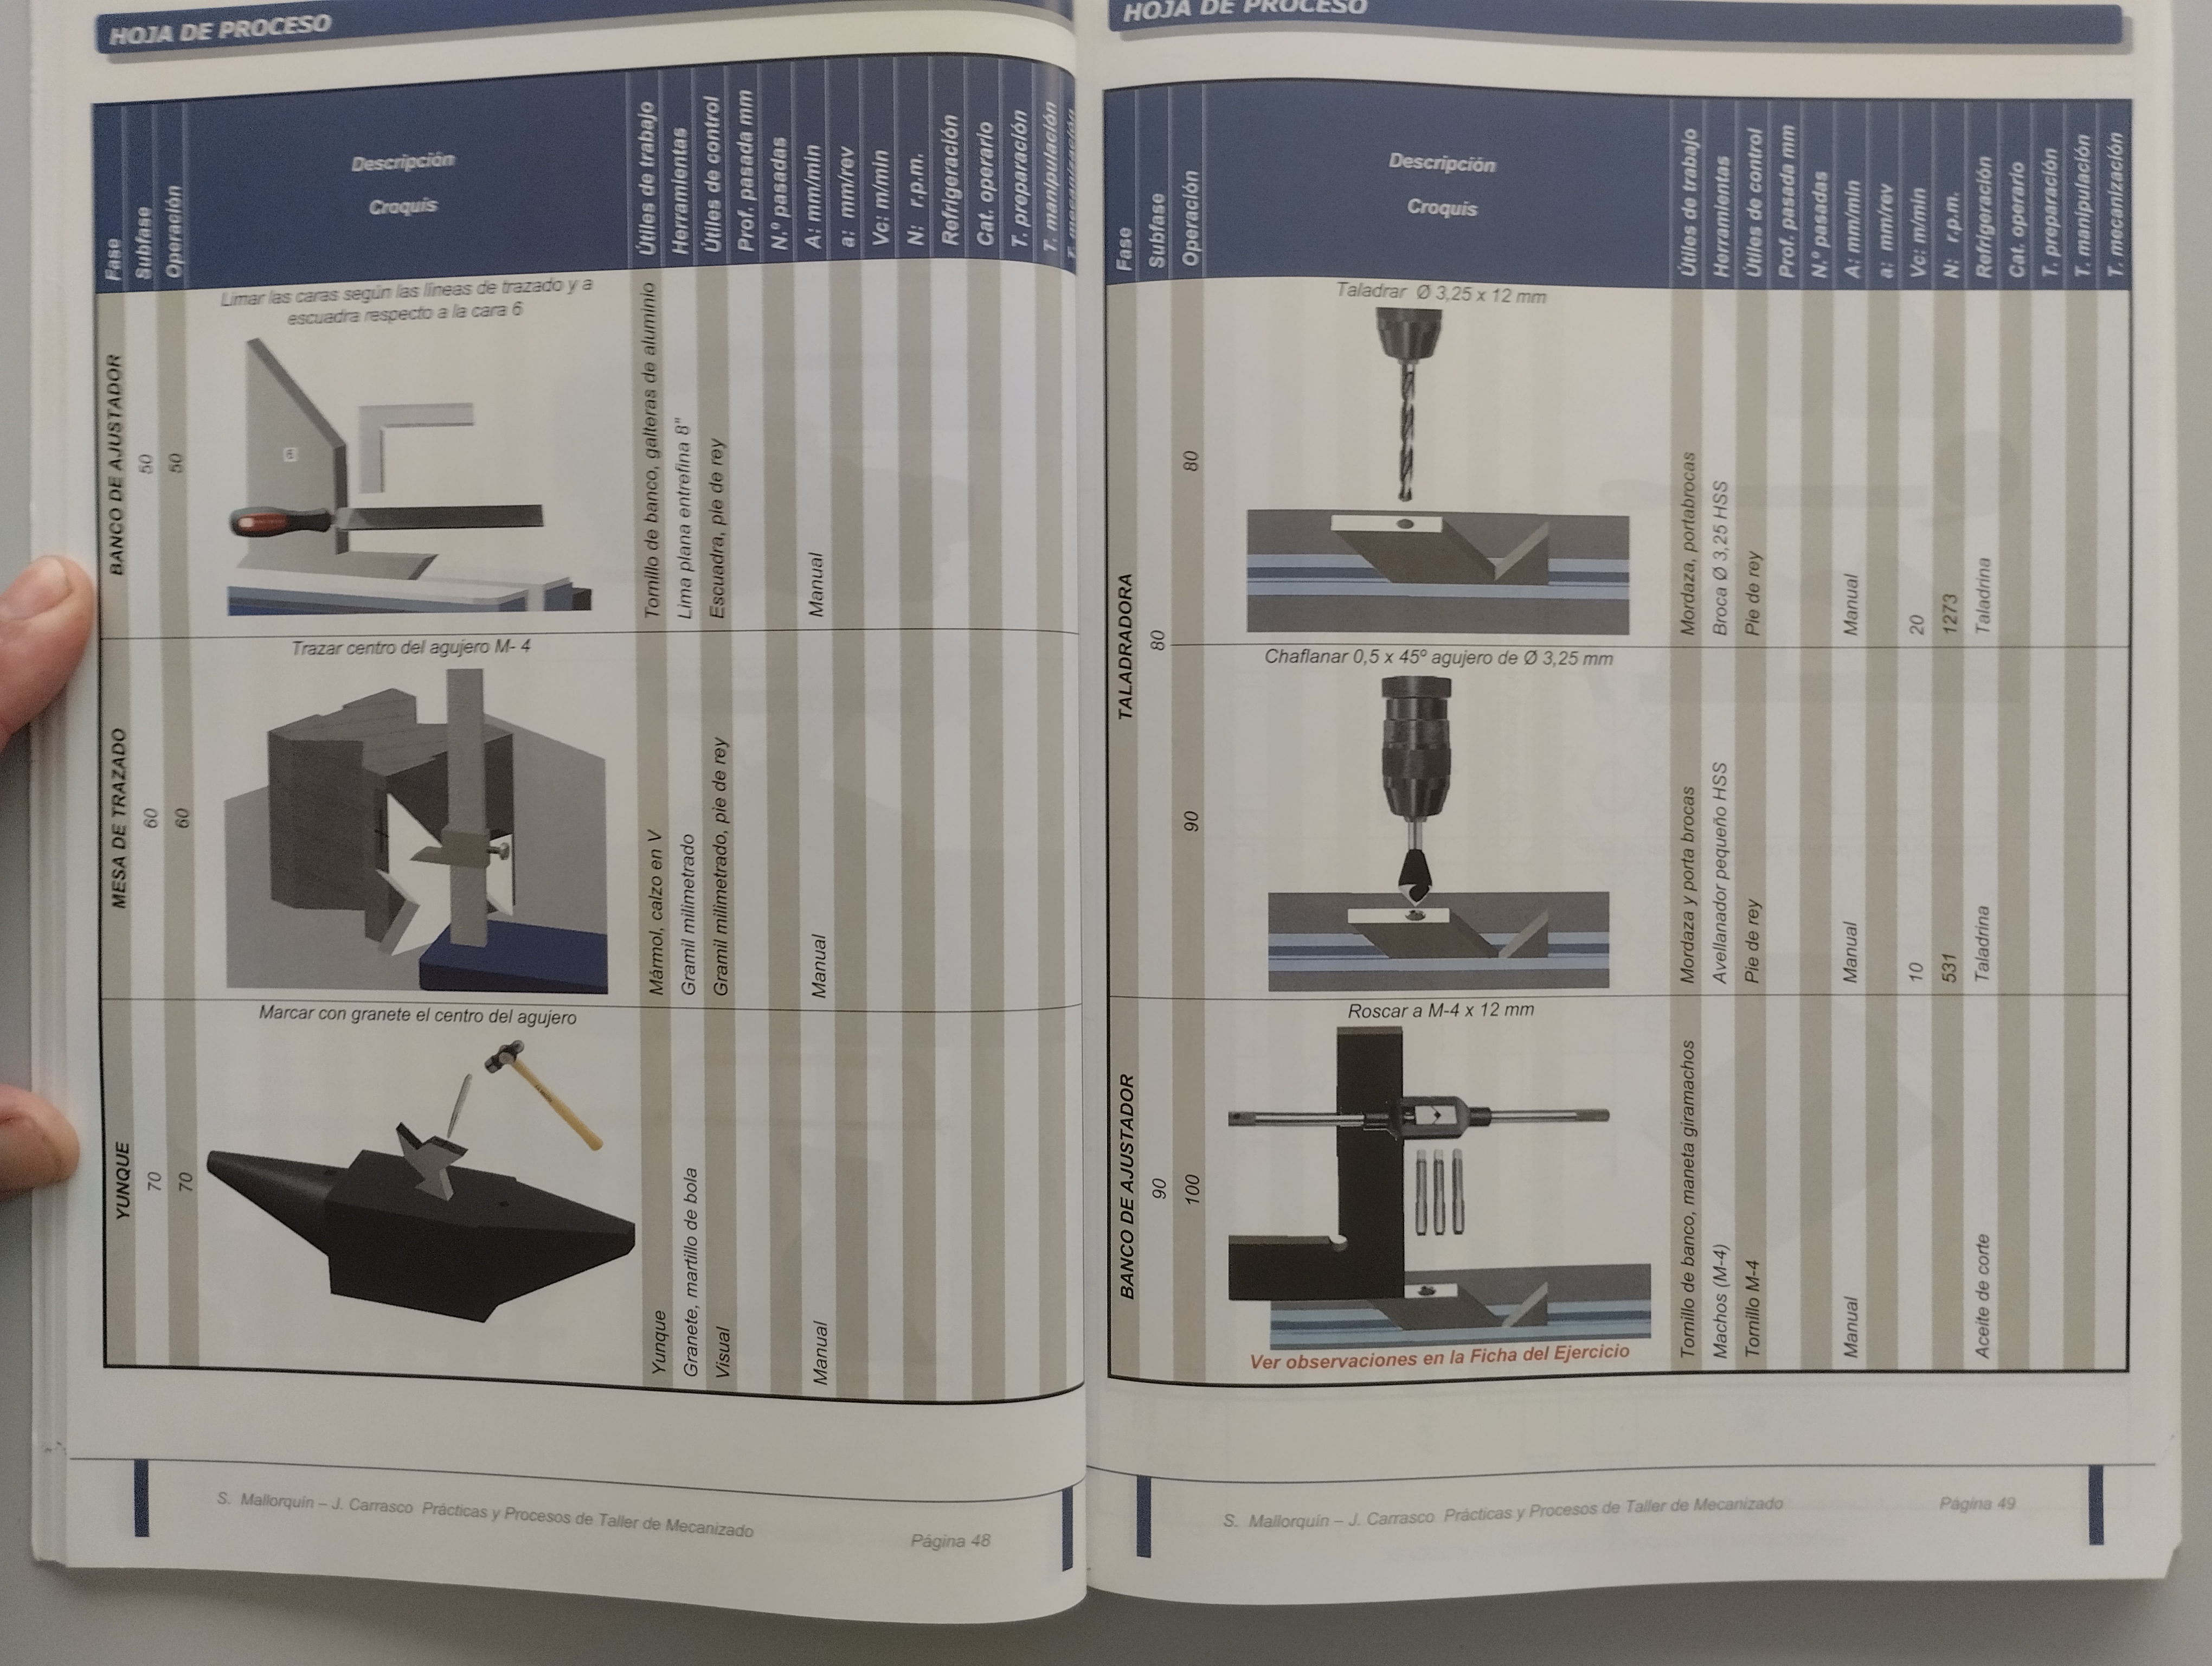 HOJA DE PROCESO
Fase
Subfase
Operación
Descripción
Croquis
Útiles de trabajo
Herramientas
Útiles de control
Prof. pasada mm
N.º pasadas
A: mm/min
a: mm/rev
Vc: m/min
N: r.p.m.
Refrigeración
Cat. operario
T. preparación
T. manipulación
T. mecanización
BANCO DE AJUSTADOR
50
50
Limar las caras según las líneas de trazado y a
escuadra respecto a la cara 6
6
Tornillo de banco, galteras de aluminio
Lima plana entrefina 8"
Escuadra, pie de rey
Manual
MESA DE TRAZADO
60
60
Trazar centro del agujero M- 4
Mármol, calzo en V
Gramil milimetrado
Gramil milimetrado, pie de rey
Manual
YUNQUE
70
70
Marcar con granete el centro del agujero
Yunque
Granete, martillo de bola
Visual
Manual
S. Mallorquín – J. Carrasco Prácticas y Procesos de Taller de Mecanizado
Página 48
HOJA DE PROCESO
Fase
Subfase
Operación
Descripción
Croquis
Útiles de trabajo
Herramientas
Útiles de control
Prof. pasada mm
N.º pasadas
A: mm/min
a: mm/rev
Vc: m/min
N: r.p.m.
Refrigeración
Cat. operario
T. preparación
T. manipulación
T. mecanización
TALADRADORA
80
80
Taladrar Ø 3,25 x 12 mm
Mordaza, portabrocas
Broca Ø 3,25 HSS
Pie de rey
Manual
20
1273
Taladrina
90
Chaflanar 0,5 x 45º agujero de Ø 3,25 mm
Mordaza y porta brocas
Avellanador pequeño HSS
Pie de rey
Manual
10
531
Taladrina
BANCO DE AJUSTADOR
90
100
Roscar a M-4 x 12 mm
Ver observaciones en la Ficha del Ejercicio
Tornillo de banco, maneta giramachos
Machos (M-4)
Tornillo M-4
Manual
Aceite de corte
S. Mallorquín – J. Carrasco Prácticas y Procesos de Taller de Mecanizado
Página 49